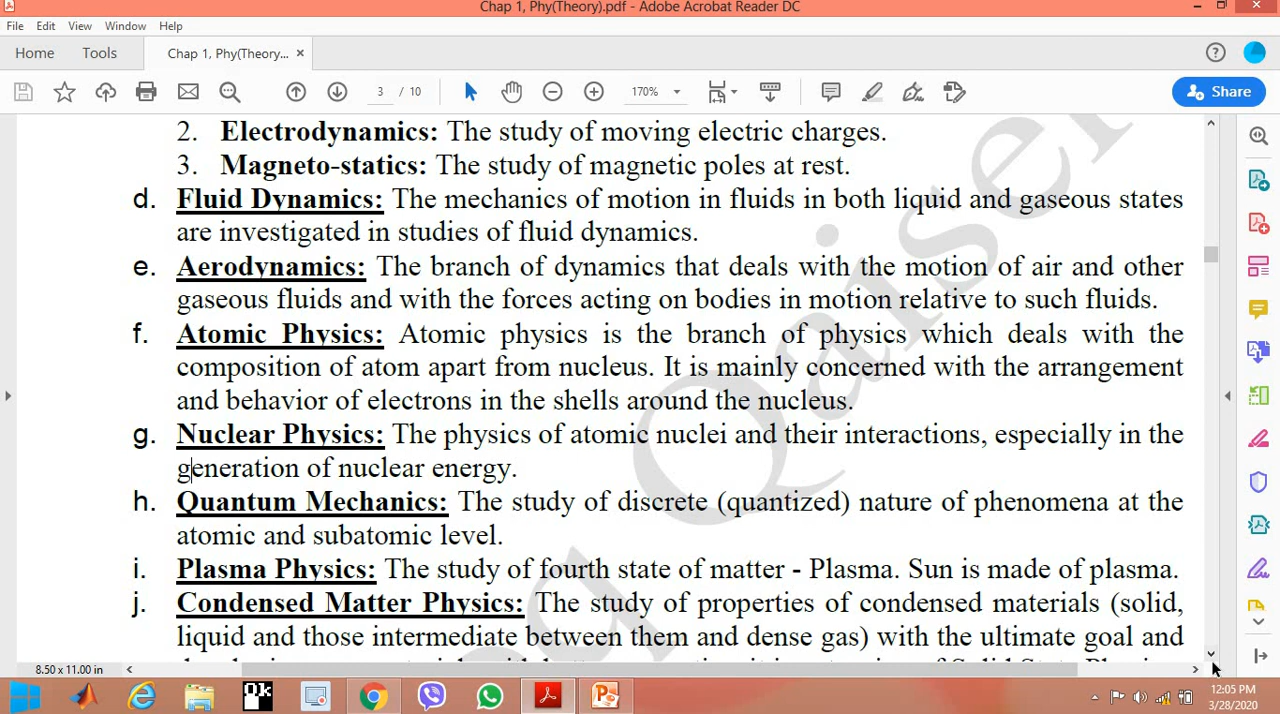 Chap 1, Phy(Theory).pdf - Adobe Acrobat Reader DC
File Edit View Window Help
Home Tools Chap 1, Phy(Theory... ×
3 / 10 170% Share
2. Electrodynamics: The study of moving electric charges.
3. Magneto-statics: The study of magnetic poles at rest.
d. Fluid Dynamics: The mechanics of motion in fluids in both liquid and gaseous states
are investigated in studies of fluid dynamics.
e. Aerodynamics: The branch of dynamics that deals with the motion of air and other
gaseous fluids and with the forces acting on bodies in motion relative to such fluids.
f. Atomic Physics: Atomic physics is the branch of physics which deals with the
composition of atom apart from nucleus. It is mainly concerned with the arrangement
and behavior of electrons in the shells around the nucleus.
g. Nuclear Physics: The physics of atomic nuclei and their interactions, especially in the
generation of nuclear energy.
h. Quantum Mechanics: The study of discrete (quantized) nature of phenomena at the
atomic and subatomic level.
i. Plasma Physics: The study of fourth state of matter - Plasma. Sun is made of plasma.
j. Condensed Matter Physics: The study of properties of condensed materials (solid,
liquid and those intermediate between them and dense gas) with the ultimate goal and
Qaiser
8.50 x 11.00 in
12:05 PM
3/28/2020